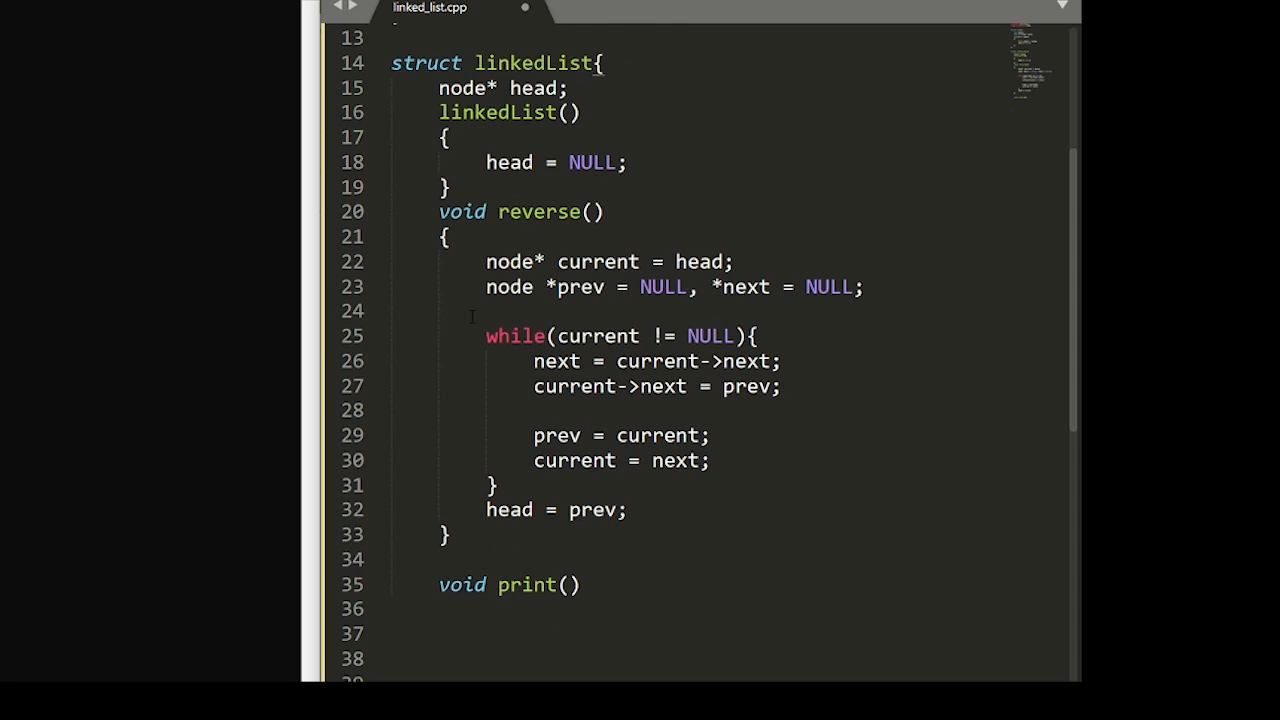 linked_list.cpp
13
14 struct linkedList{
15 node* head;
16 linkedList()
17 {
18 head = NULL;
19 }
20 void reverse()
21 {
22 node* current = head;
23 node *prev = NULL, *next = NULL;
24
25 while(current != NULL){
26 next = current->next;
27 current->next = prev;
28
29 prev = current;
30 current = next;
31 }
32 head = prev;
33 }
34
35 void print()
36
37
38